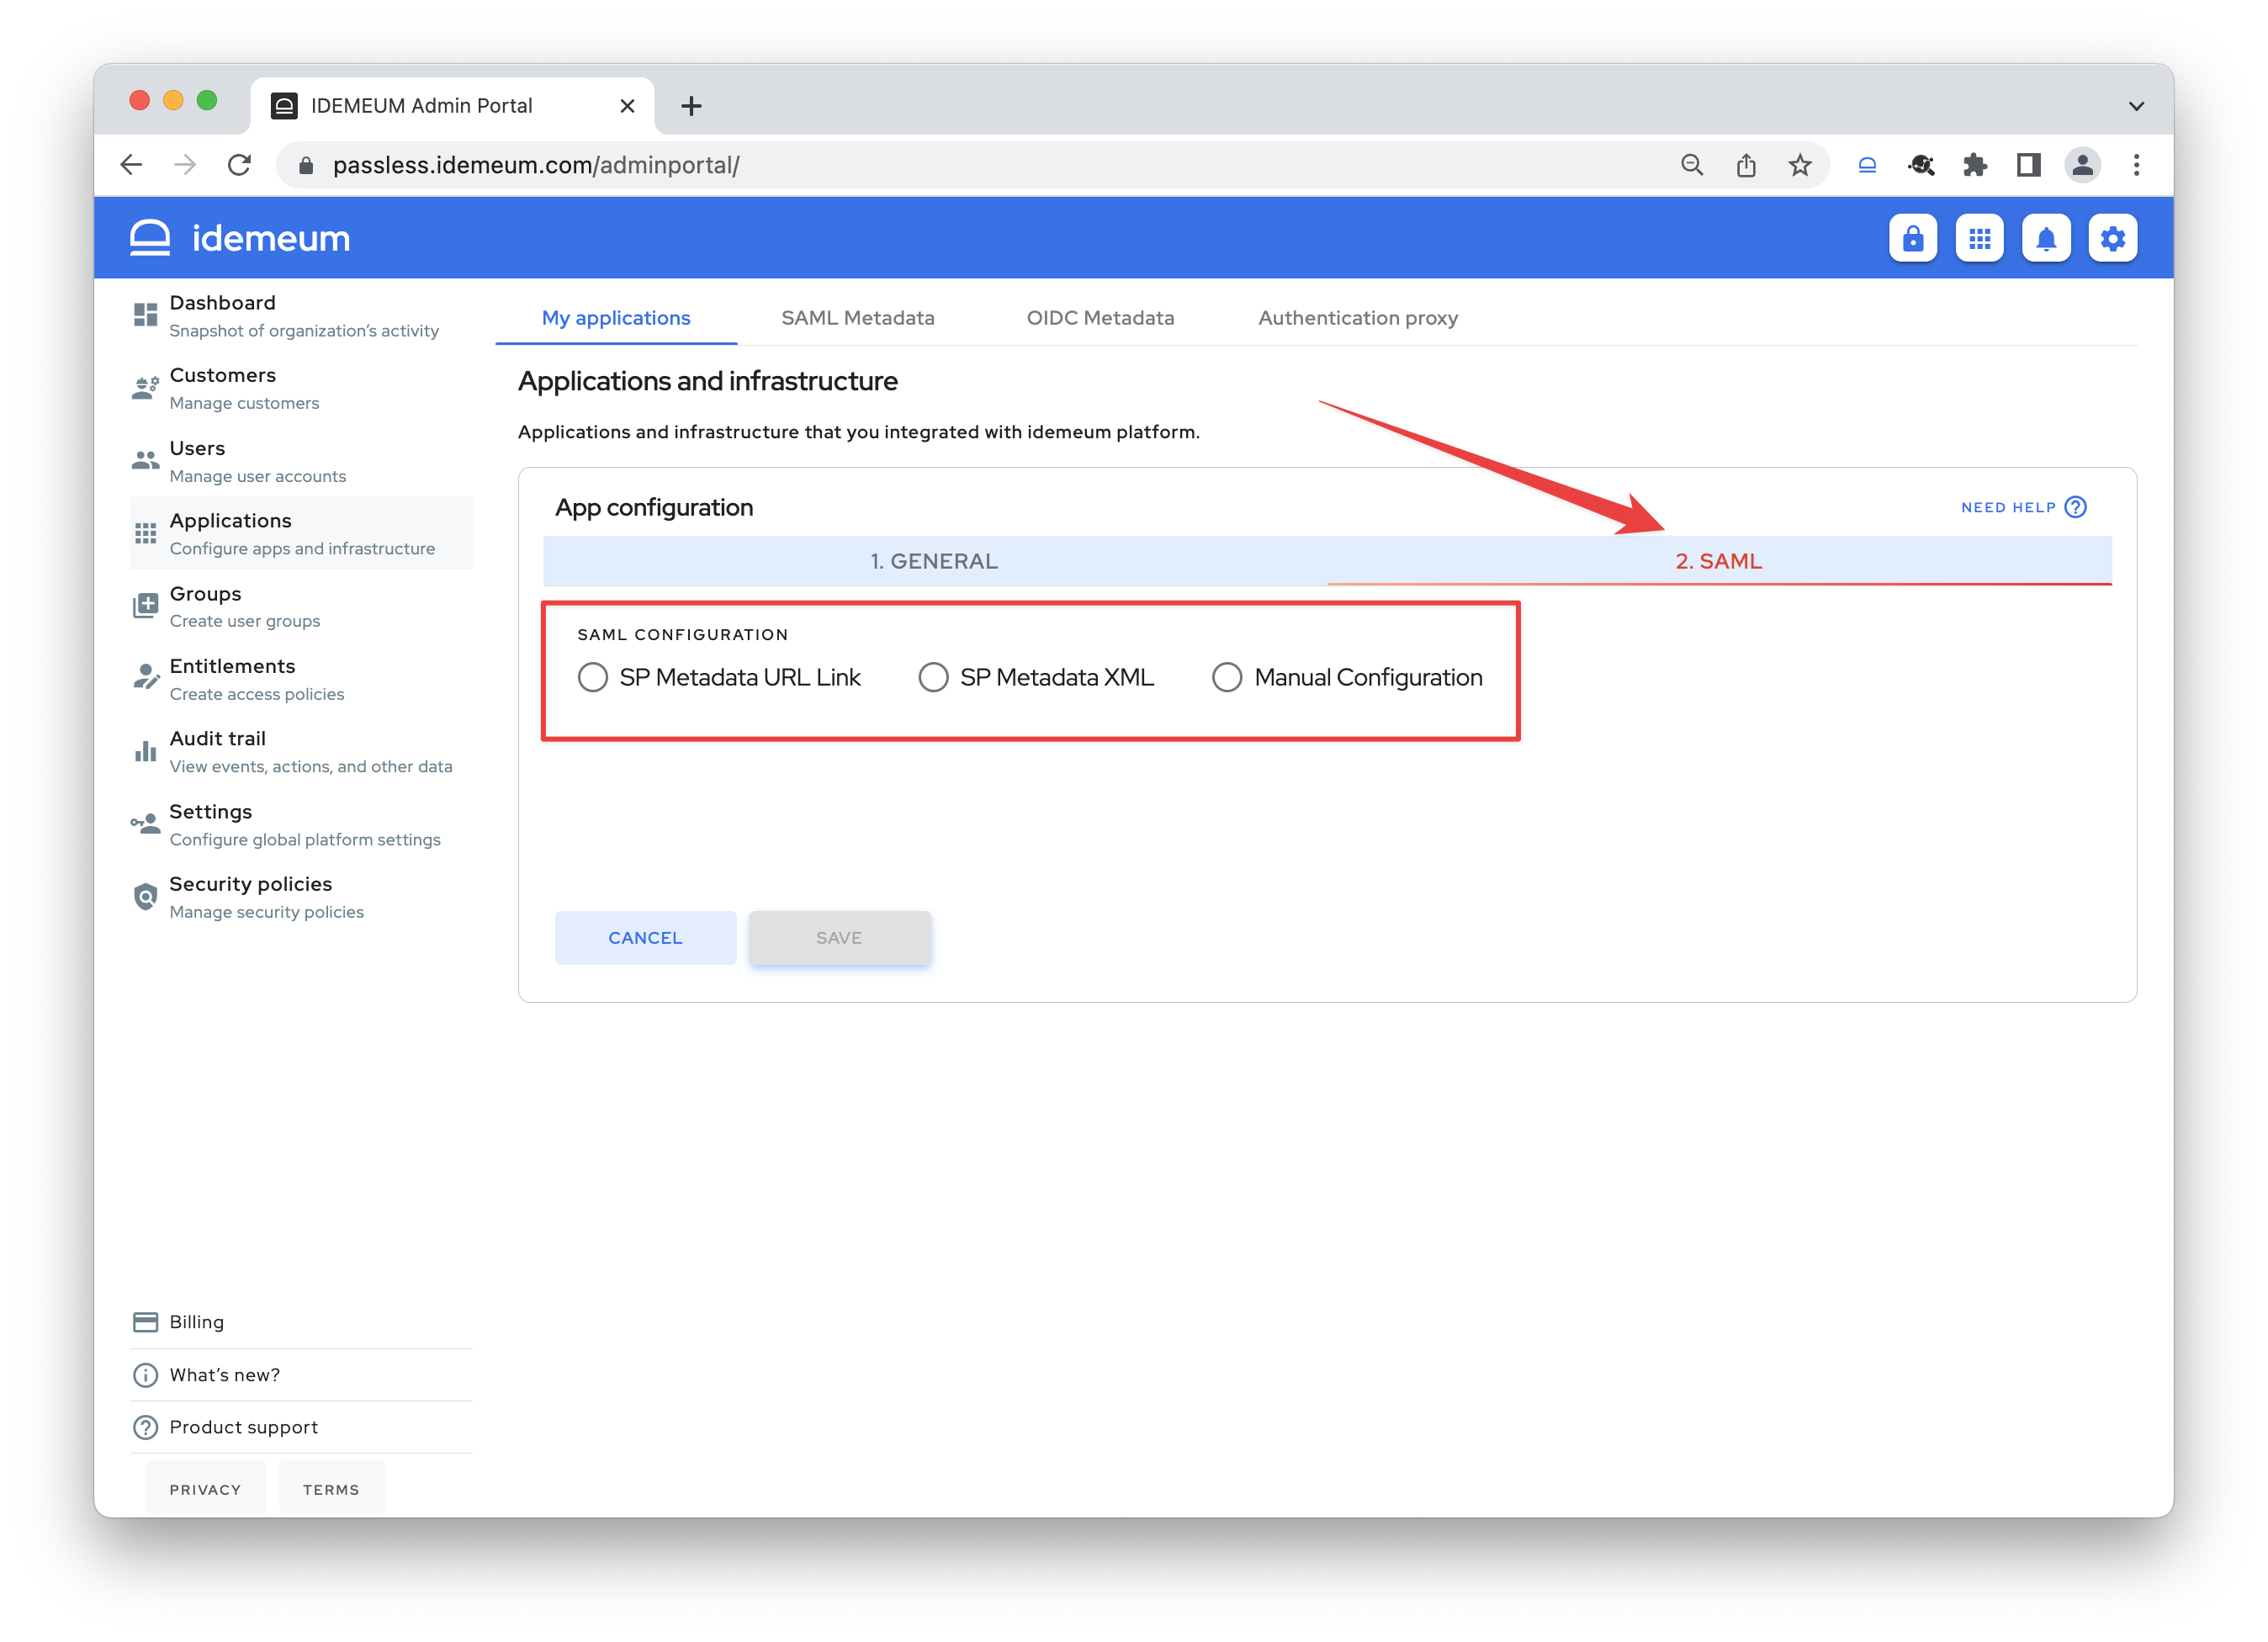 IDEMEUM Admin Portal
passless.idemeum.com/adminportal/
idemeum
Dashboard
Snapshot of organization's activity
Customers
Manage customers
Users
Manage user accounts
Applications
Configure apps and infrastructure
Groups
Create user groups
Entitlements
Create access policies
Audit trail
View events, actions, and other data
Settings
Configure global platform settings
Security policies
Manage security policies
Billing
What's new?
Product support
PRIVACY TERMS
My applications SAML Metadata OIDC Metadata Authentication proxy
Applications and infrastructure
Applications and infrastructure that you integrated with idemeum platform.
App configuration
NEED HELP
1. GENERAL 2. SAML
SAML CONFIGURATION
SP Metadata URL Link SP Metadata XML Manual Configuration
CANCEL SAVE